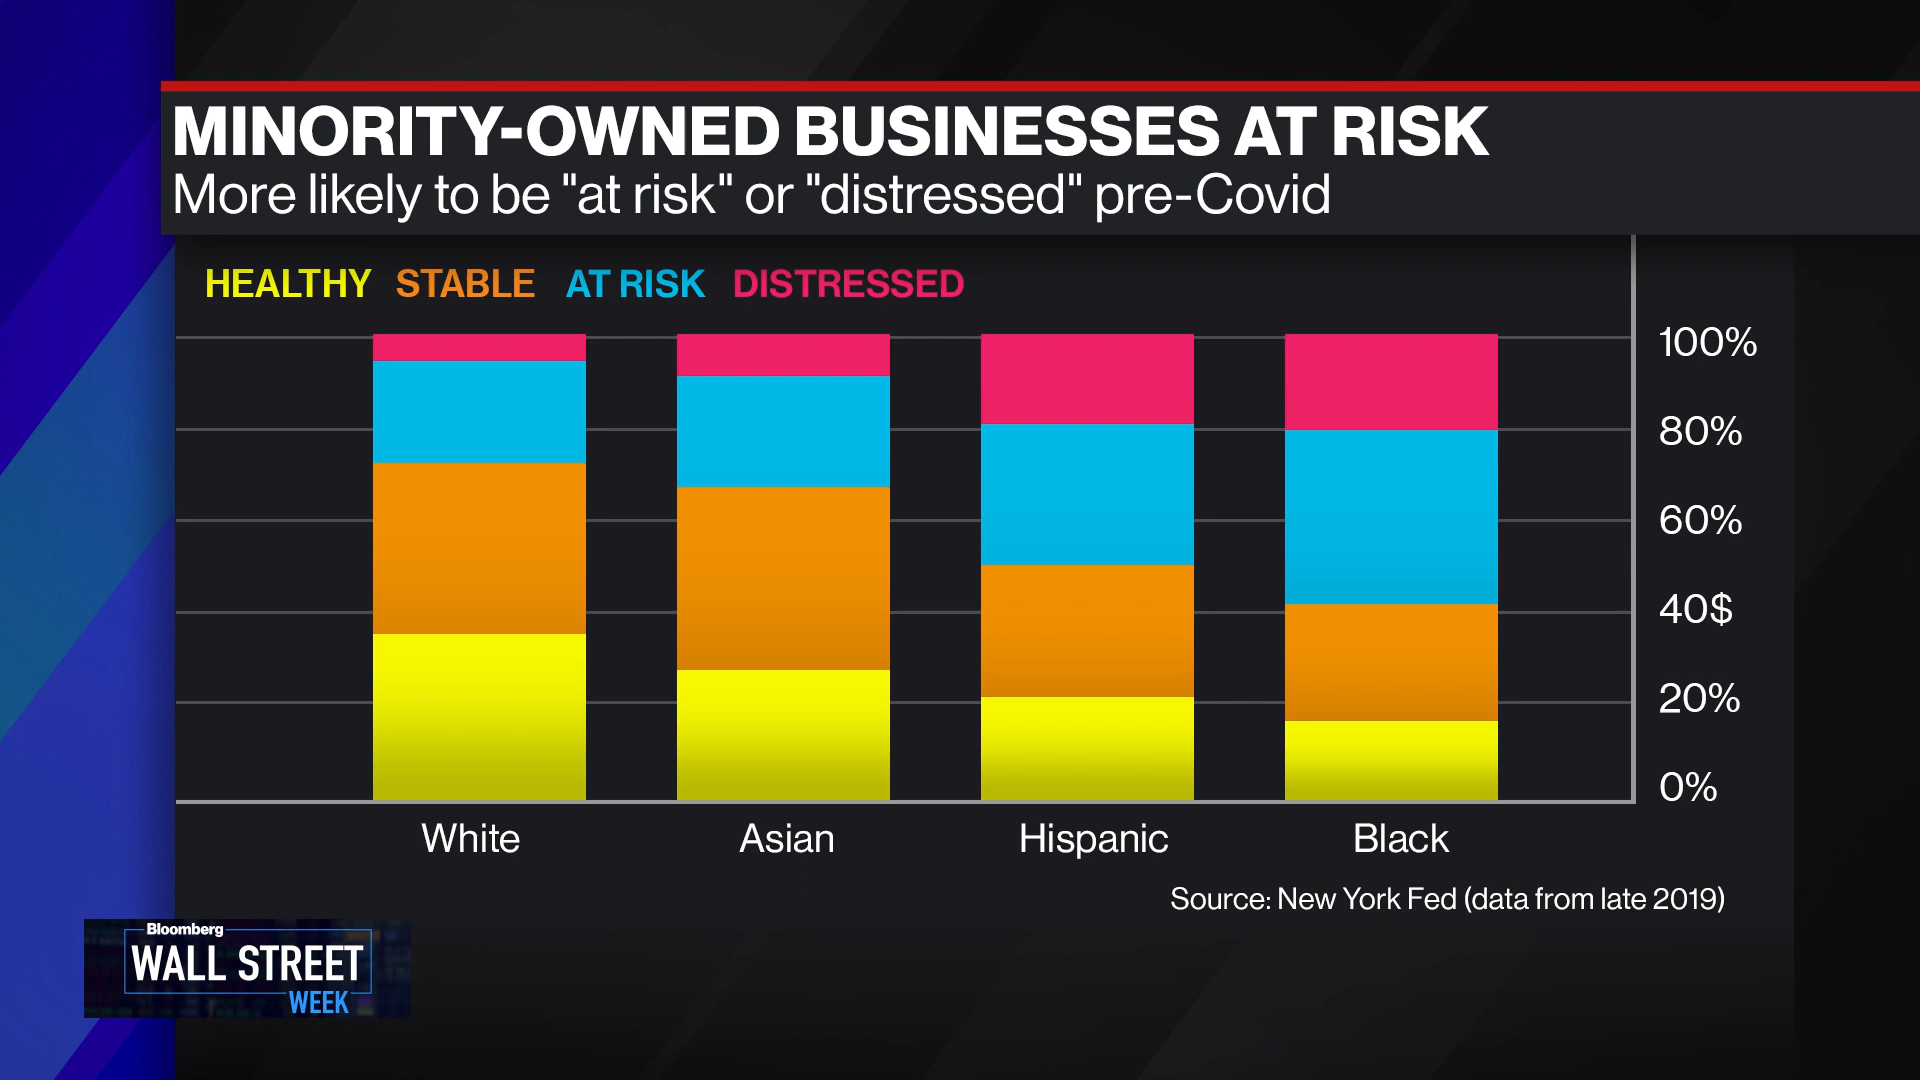 MINORITY-OWNED BUSINESSES AT RISK
More likely to be "at risk" or "distressed" pre-Covid
HEALTHY STABLE AT RISK DISTRESSED
100%
80%
60%
40$
20%
0%
White Asian Hispanic Black
Source: New York Fed (data from late 2019)
Bloomberg
WALL STREET
WEEK